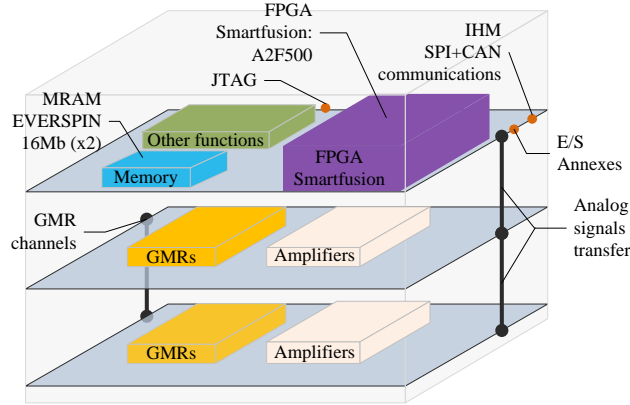 FPGA
Smartfusion:
A2F500
IHM
SPI+CAN
communications
JTAG
MRAM
EVERSPIN
16Mb (x2)
Other functions
E/S
Annexes
FPGA
Smartfusion
Memory
GMR
channels
Analog
signals
transfer
GMRs
Amplifiers
GMRs
Amplifiers